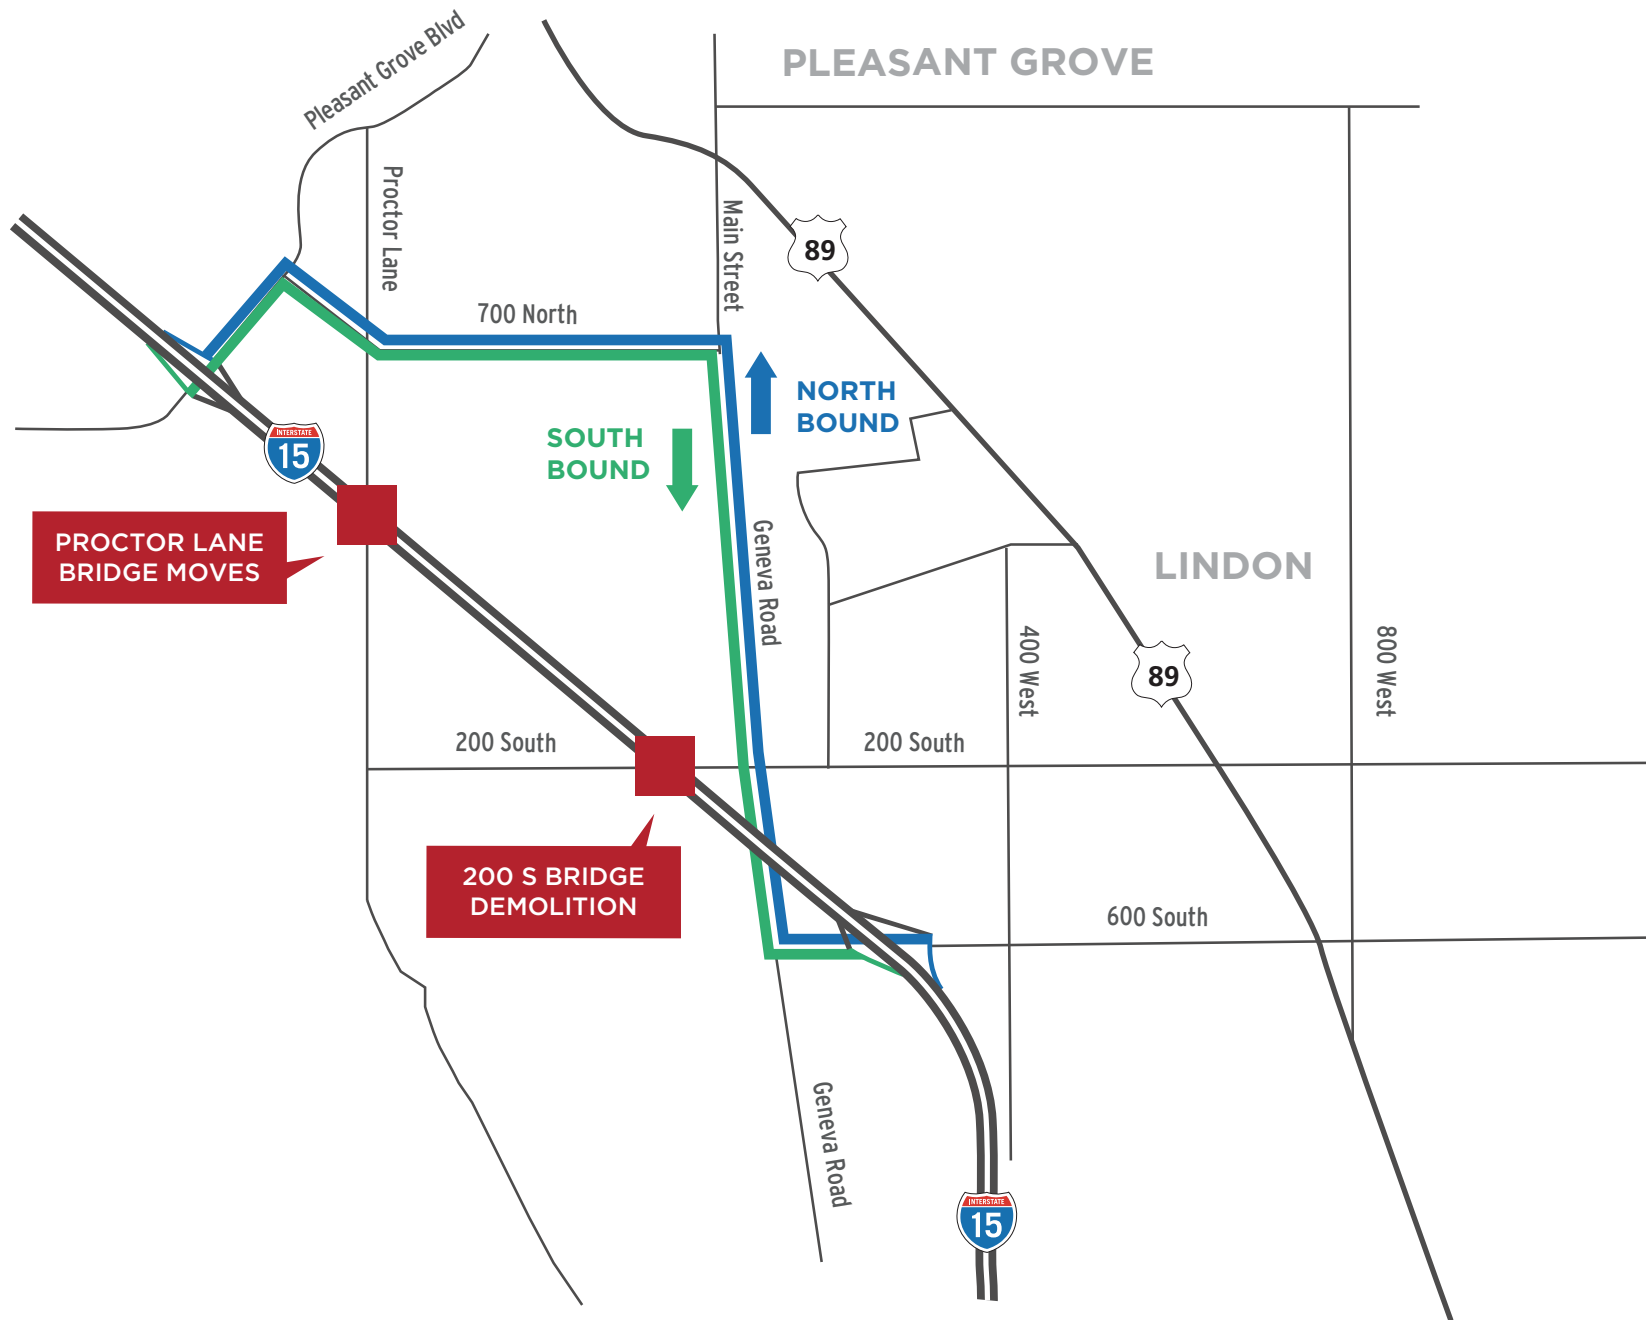 PLEASANT GROVE
Pleasant Grove Blvd
Proctor Lane
Main Street
89
700 North
NORTH
BOUND
SOUTH
BOUND
INTERSTATE
15
PROCTOR LANE
BRIDGE MOVES
Geneva Road
LINDON
400 West
800 West
89
200 South
200 South
200 S BRIDGE
DEMOLITION
600 South
Geneva Road
INTERSTATE
15